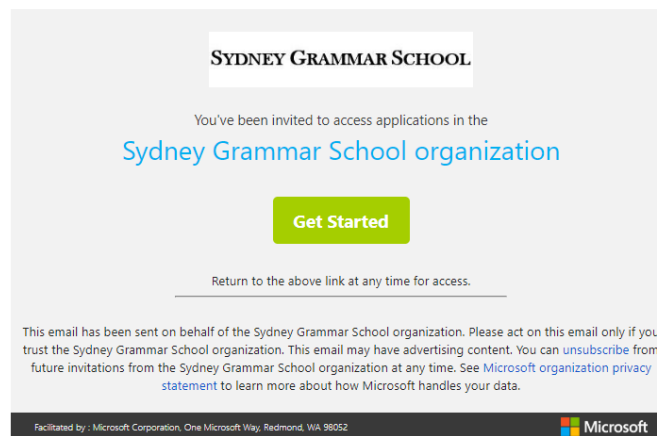 SYDNEY GRAMMAR SCHOOL
You've been invited to access applications in the
Sydney Grammar School organization
Get Started
Return to the above link at any time for access.
This email has been sent on behalf of the Sydney Grammar School organization. Please act on this email only if you
trust the Sydney Grammar School organization. This email may have advertising content. You can unsubscribe from
future invitations from the Sydney Grammar School organization at any time. See Microsoft organization privacy
statement to learn more about how Microsoft handles your data.
Facilitated by : Microsoft Corporation, One Microsoft Way, Redmond, WA 98052
Microsoft